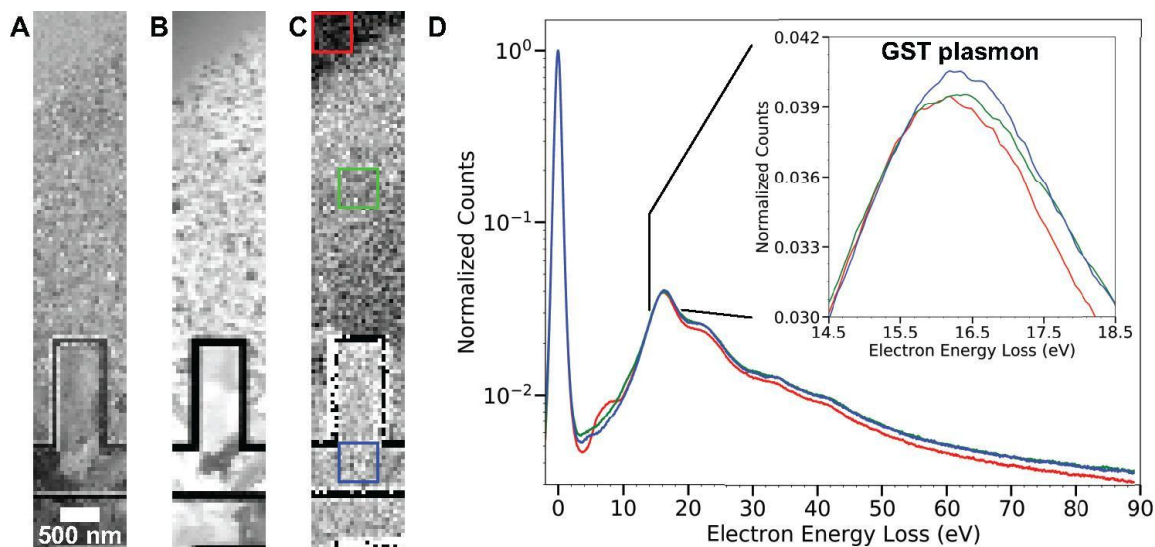 A
B
C
D
500 nm
Normalized Counts
10⁰
10⁻¹
10⁻²
0
10
20
30
40
50
60
70
80
90
Electron Energy Loss (eV)
GST plasmon
Normalized Counts
0.042
0.039
0.036
0.033
0.030
14.5
15.5
16.5
17.5
18.5
Electron Energy Loss (eV)